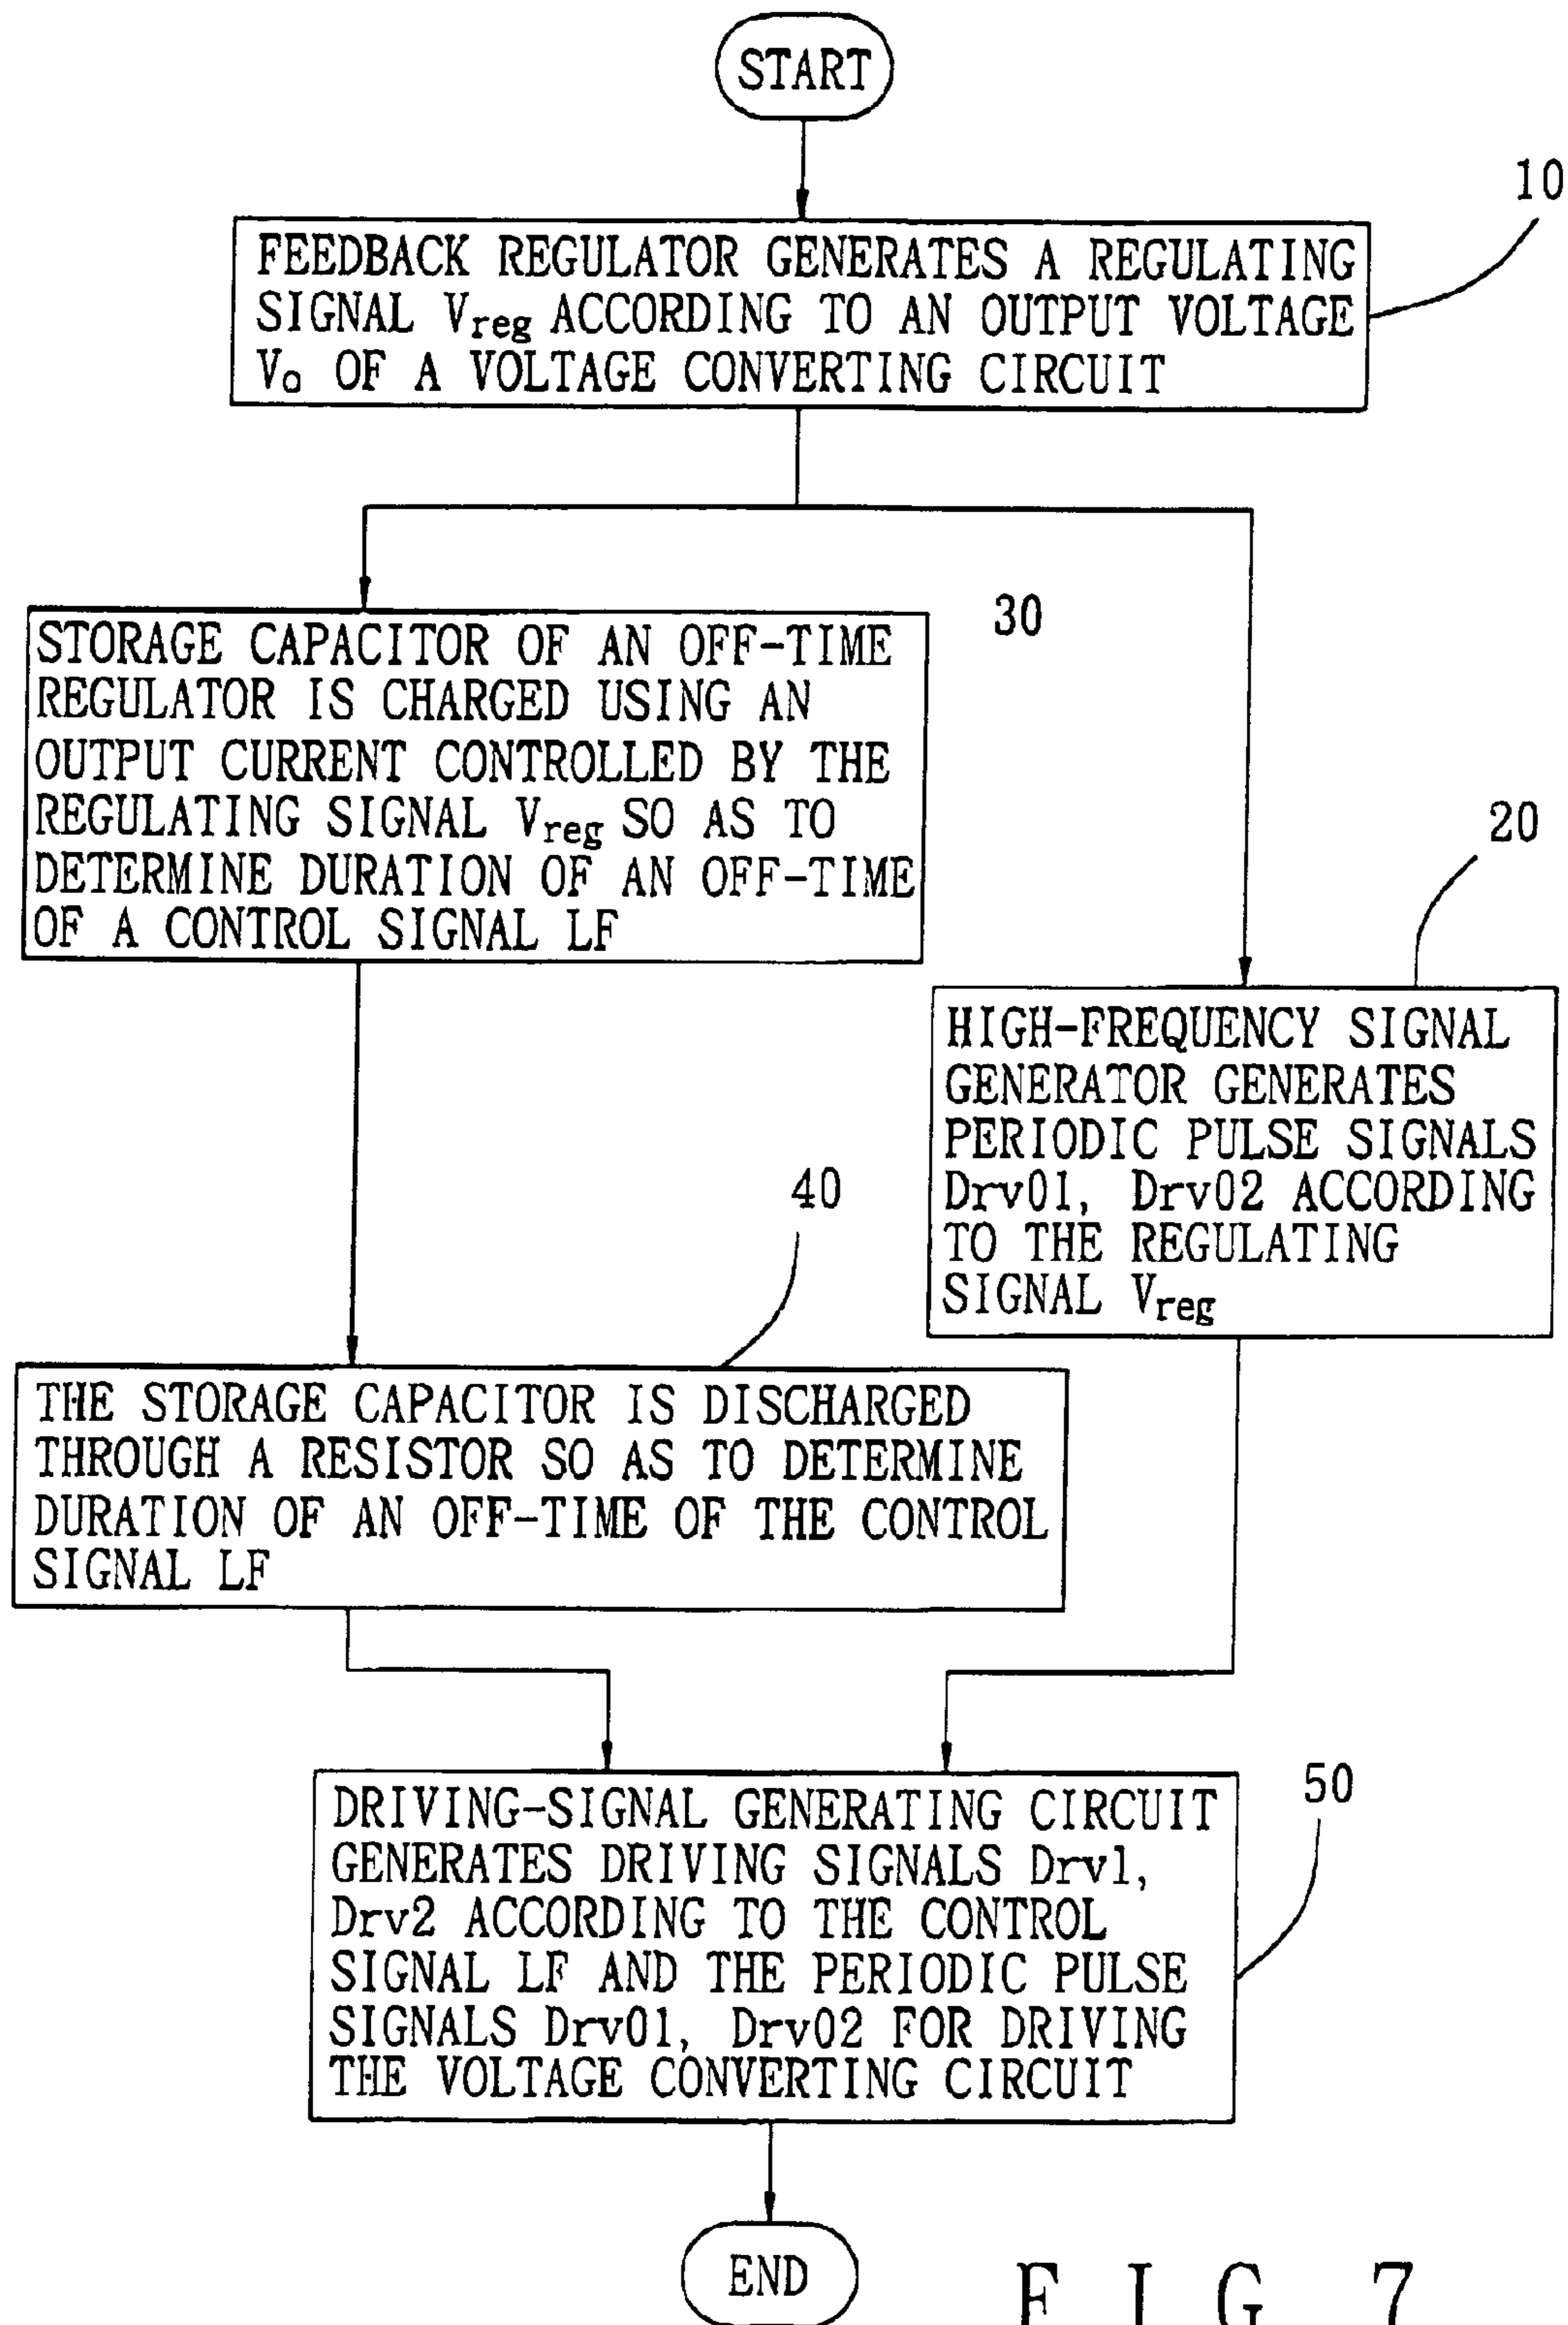 START
10
FEEDBACK REGULATOR GENERATES A REGULATING
SIGNAL Vreg ACCORDING TO AN OUTPUT VOLTAGE
Vo OF A VOLTAGE CONVERTING CIRCUIT
30
STORAGE CAPACITOR OF AN OFF-TIME
REGULATOR IS CHARGED USING AN
OUTPUT CURRENT CONTROLLED BY THE
REGULATING SIGNAL Vreg SO AS TO
DETERMINE DURATION OF AN OFF-TIME
OF A CONTROL SIGNAL LF
20
HIGH-FREQUENCY SIGNAL
GENERATOR GENERATES
PERIODIC PULSE SIGNALS
Drv01, Drv02 ACCORDING
TO THE REGULATING
SIGNAL Vreg
40
THE STORAGE CAPACITOR IS DISCHARGED
THROUGH A RESISTOR SO AS TO DETERMINE
DURATION OF AN OFF-TIME OF THE CONTROL
SIGNAL LF
50
DRIVING-SIGNAL GENERATING CIRCUIT
GENERATES DRIVING SIGNALS Drv1,
Drv2 ACCORDING TO THE CONTROL
SIGNAL LF AND THE PERIODIC PULSE
SIGNALS Drv01, Drv02 FOR DRIVING
THE VOLTAGE CONVERTING CIRCUIT
END
FIG 7